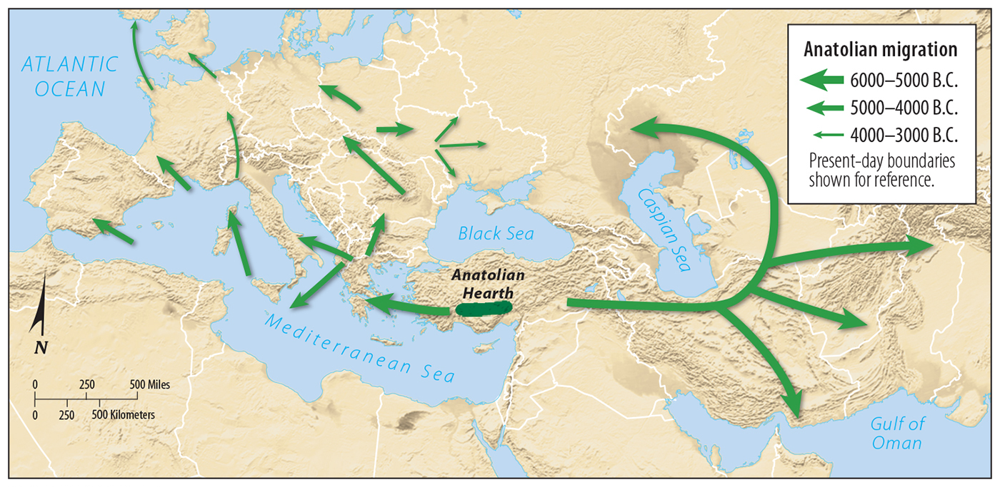 ATLANTIC
OCEAN
Anatolian migration
6000–5000 B.C.
5000–4000 B.C.
4000–3000 B.C.
Present-day boundaries
shown for reference.
Caspian Sea
Black Sea
Anatolian
Hearth
Mediterranean Sea
N
0 250 500 Miles
0 250 500 Kilometers
Gulf of
Oman